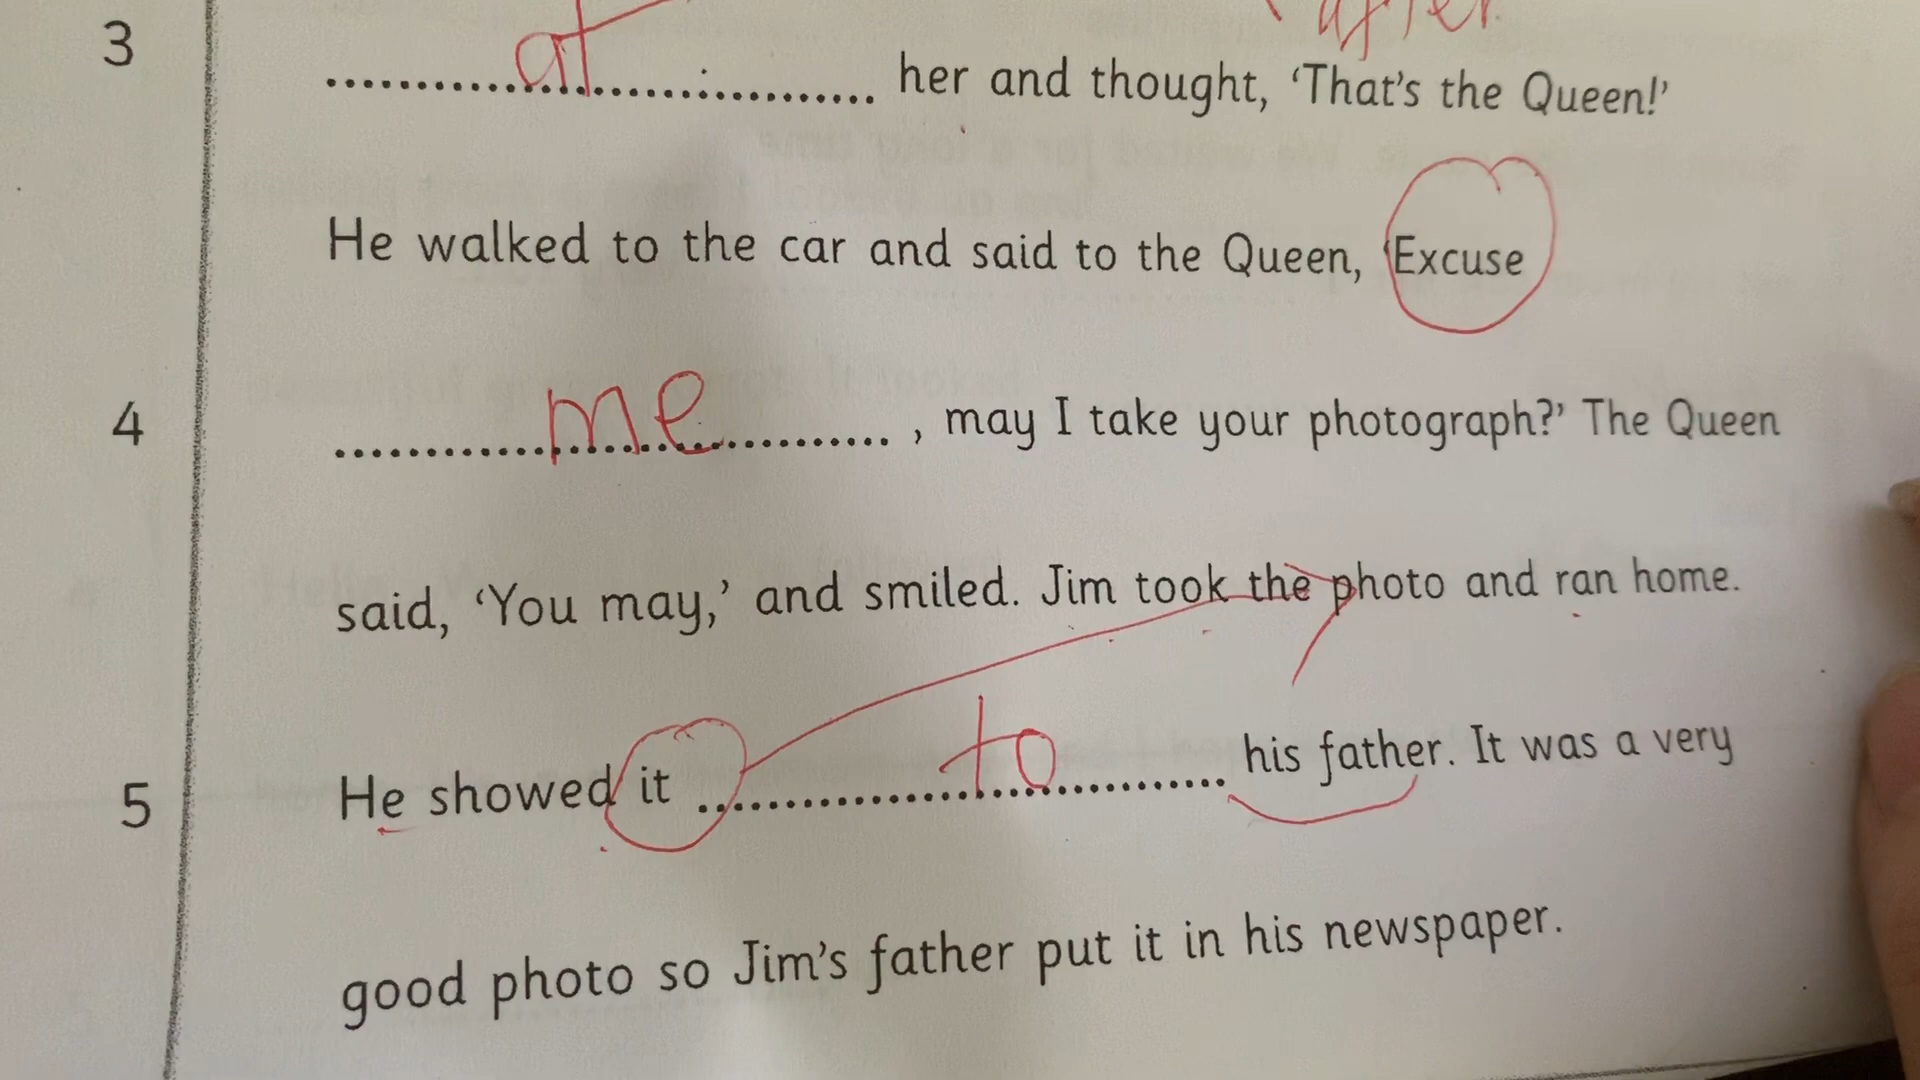 after
3 at her and thought, ‘That’s the Queen!’
He walked to the car and said to the Queen, ‘Excuse
4 me , may I take your photograph?’ The Queen
said, ‘You may,’ and smiled. Jim took the photo and ran home.
5 He showed it to his father. It was a very
good photo so Jim’s father put it in his newspaper.